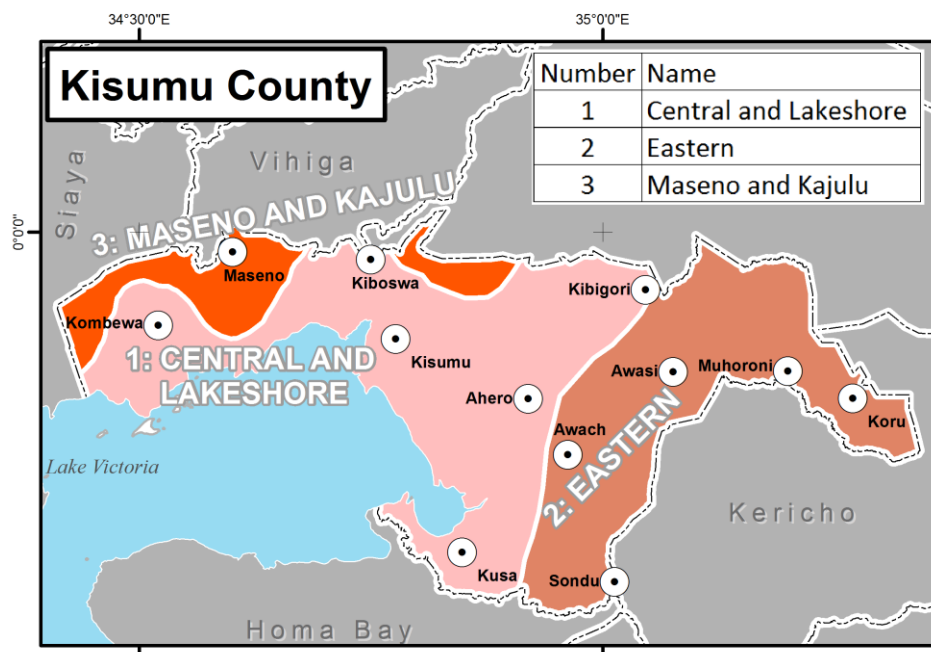 34°30'0"E
35°0'0"E
Kisumu County
Number Name
1 Central and Lakeshore
2 Eastern
3 Maseno and Kajulu
Siaya
Vihiga
0°0'0"
3: MASENO AND KAJULU
Maseno
Kiboswa
Kibigori
Kombewa
1: CENTRAL AND
LAKESHORE
Kisumu
Awasi
Muhoroni
Ahero
Koru
Awach
2: EASTERN
Lake Victoria
Kericho
Kusa
Sondu
Homa Bay